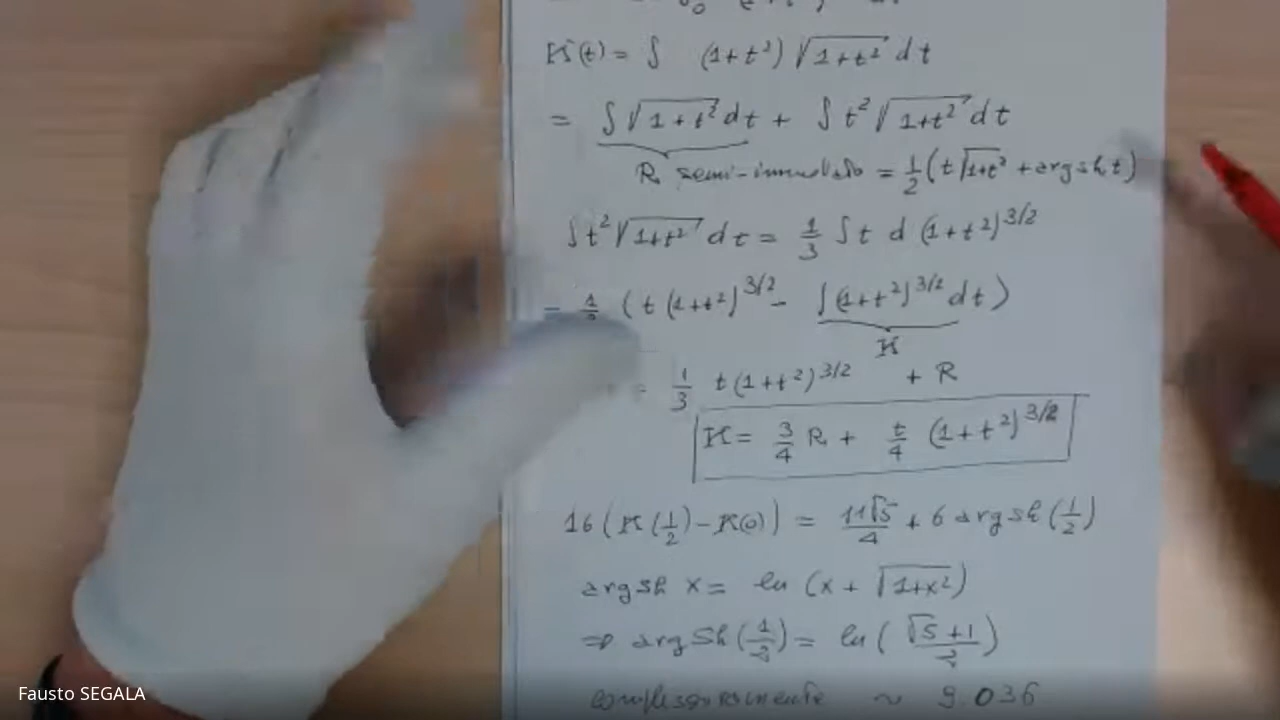 K(t) = ∫ (1+t²) √(1+t²) dt
= ∫√(1+t²) dt + ∫ t² √(1+t²) dt
R semi-immediato = 1/2 (t√(1+t²) + argsh t)
∫t² √(1+t²) dt = 1/3 ∫ t d (1+t²)^3/2
= 1/3 (t (1+t²)^3/2 - ∫(1+t²)^3/2 dt)
K
= 1/3 t(1+t²)^3/2 + R
K = 3/4 R + t/4 (1+t²)^3/2
16 (K(1/2) - K(0)) = 11√5/4 + 6 argsh(1/2)
argsh x = ln (x + √(1+x²))
⇒ argsh(1/2) = ln (√5+1/2)
complessivamente ~ 9.036
Fausto SEGALA